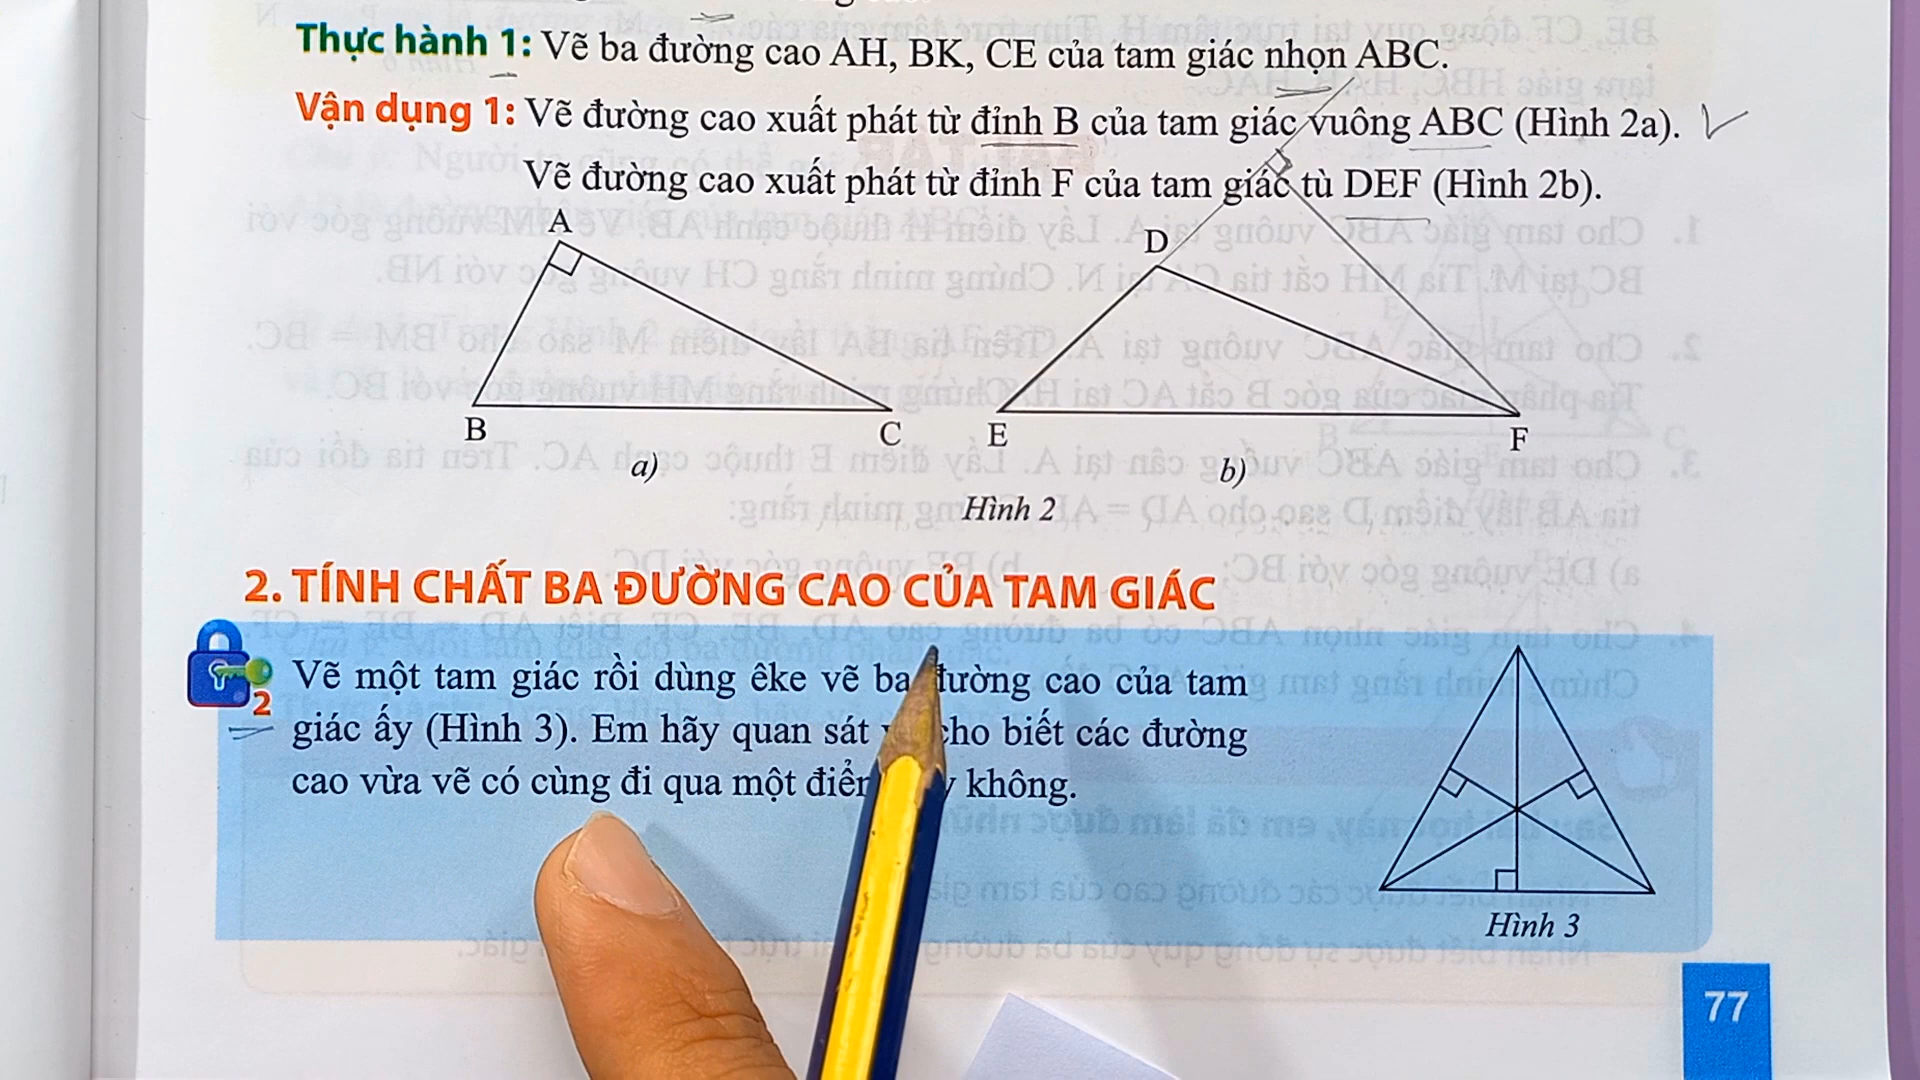 Thực hành 1: Vẽ ba đường cao AH, BK, CE của tam giác nhọn ABC.
Vận dụng 1: Vẽ đường cao xuất phát từ đỉnh B của tam giác vuông ABC (Hình 2a).
Vẽ đường cao xuất phát từ đỉnh F của tam giác tù DEF (Hình 2b).
A
D
B
C
E
F
a)
b)
Hình 2
2. TÍNH CHẤT BA ĐƯỜNG CAO CỦA TAM GIÁC
2
Vẽ một tam giác rồi dùng êke vẽ ba đường cao của tam
giác ấy (Hình 3). Em hãy quan sát cho biết các đường
cao vừa vẽ có cùng đi qua một không.
Hình 3
77